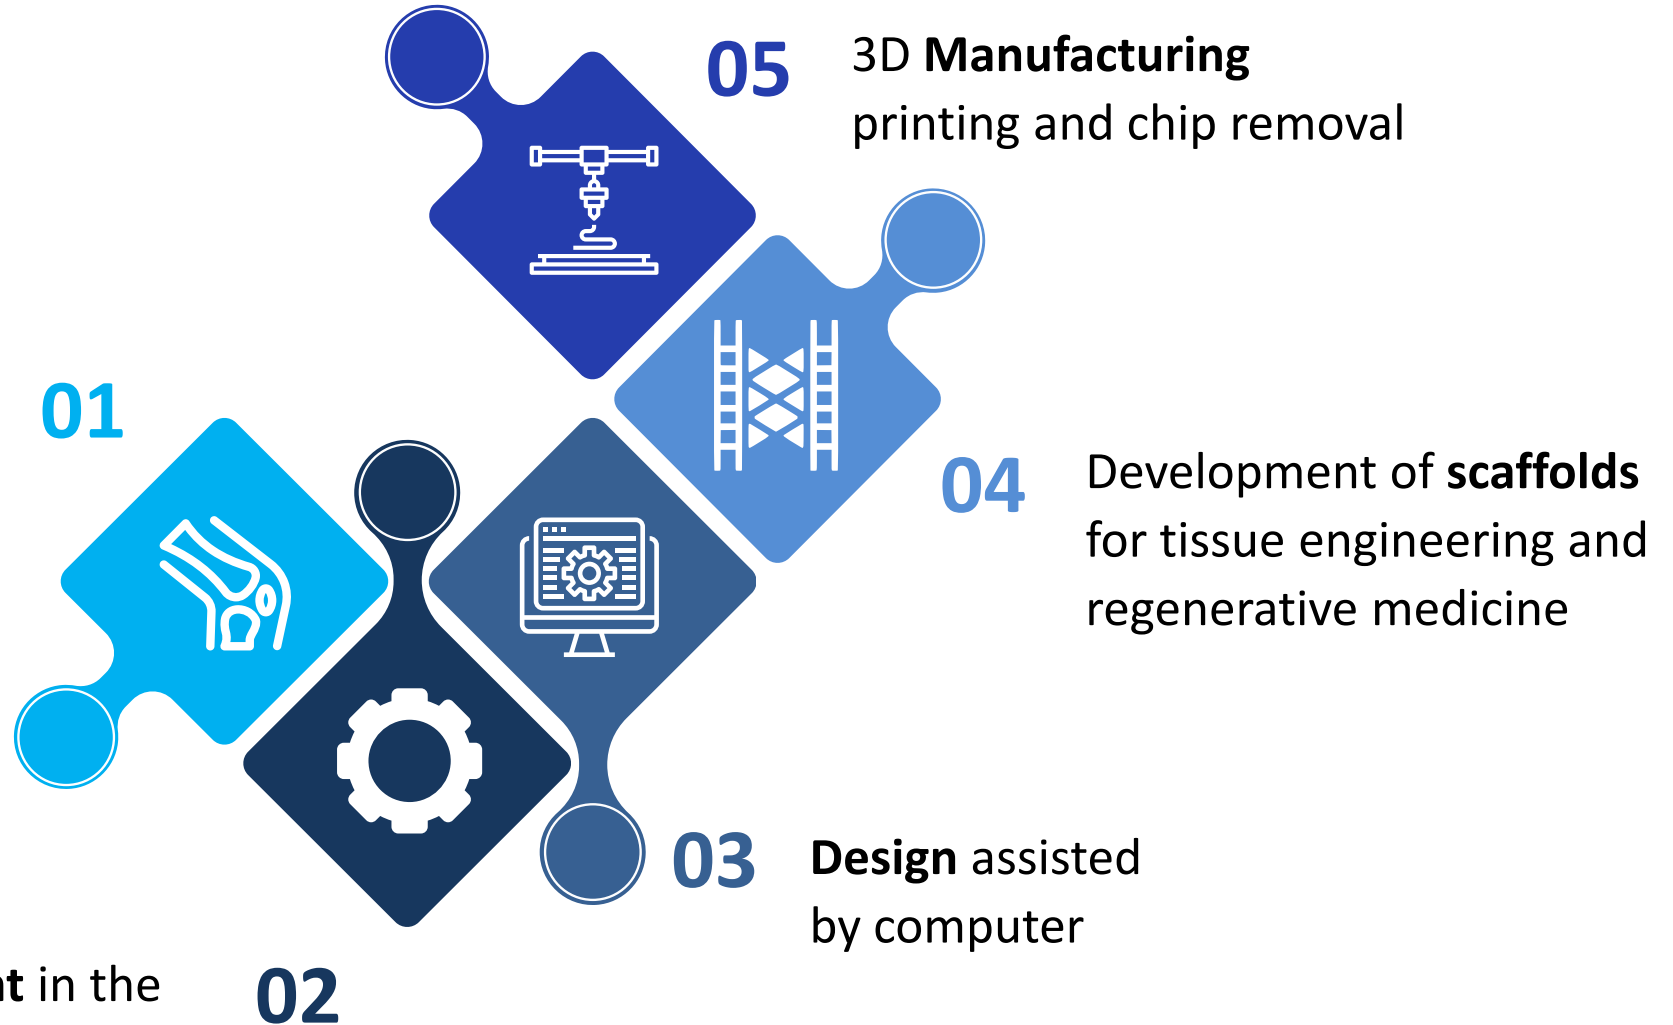 05
3D Manufacturing
printing and chip removal
01
04
Development of scaffolds
for tissue engineering and
regenerative medicine
03
Design assisted
by computer
in the
02